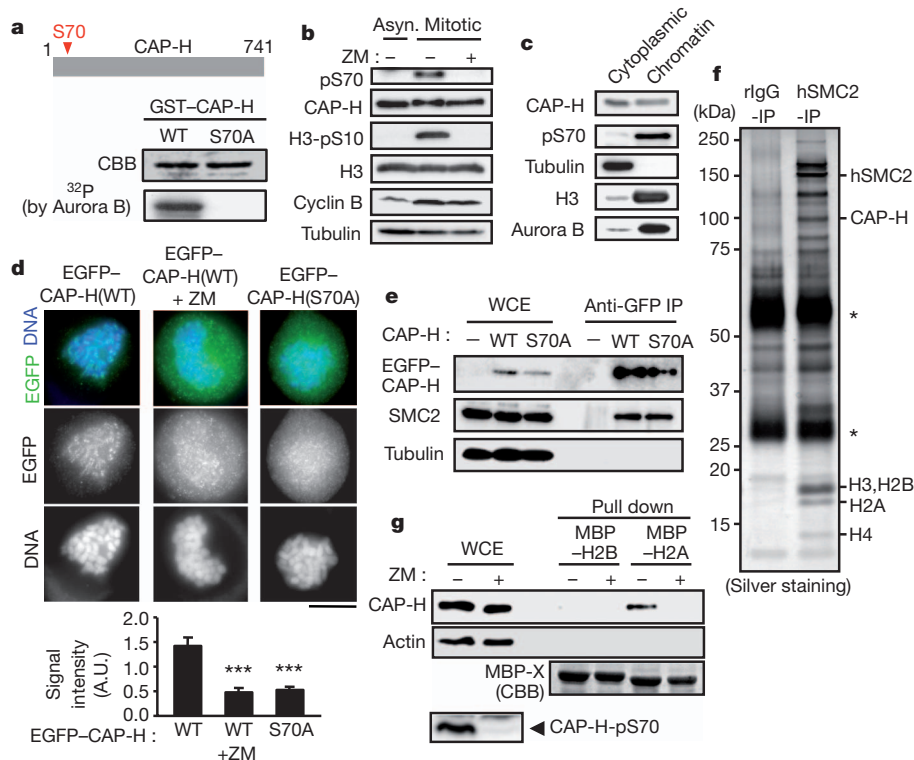 a
S70
1 CAP-H 741
GST–CAP-H
WT S70A
CBB
32P
(by Aurora B)
b
Asyn. Mitotic
ZM : – – +
pS70
CAP-H
H3-pS10
H3
Cyclin B
Tubulin
c
Cytoplasmic
Chromatin
CAP-H
pS70
Tubulin
H3
Aurora B
d
EGFP–
CAP-H(WT)
EGFP–
CAP-H(WT)
+ ZM
EGFP–
CAP-H(S70A)
EGFP DNA
EGFP
DNA
Signal
intensity
(A.U.)
2.0
1.5
1.0
0.5
0.0
*** ***
EGFP–CAP-H : WT WT S70A
+ZM
e
WCE Anti-GFP IP
CAP-H : – WT S70A – WT S70A
EGFP–
CAP-H
SMC2
Tubulin
f
rIgG hSMC2
(kDa) -IP -IP
250
150
100
75
50
37
25
20
15
hSMC2
CAP-H
*
*
H3,H2B
H2A
H4
(Silver staining)
g
Pull down
WCE
MBP
–H2B
MBP
–H2A
ZM : – + – + – +
CAP-H
Actin
MBP-X
(CBB)
CAP-H-pS70